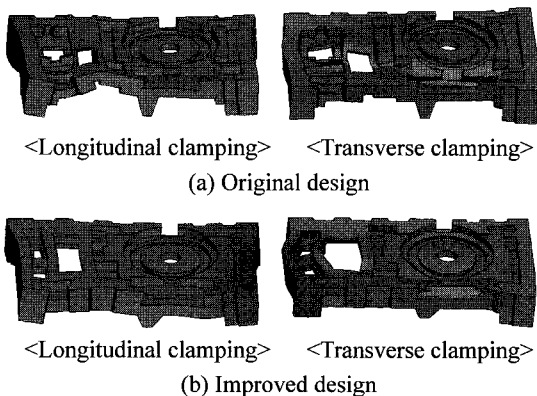 <Longitudinal clamping> <Transverse clamping>
(a) Original design
<Longitudinal clamping> <Transverse clamping>
(b) Improved design